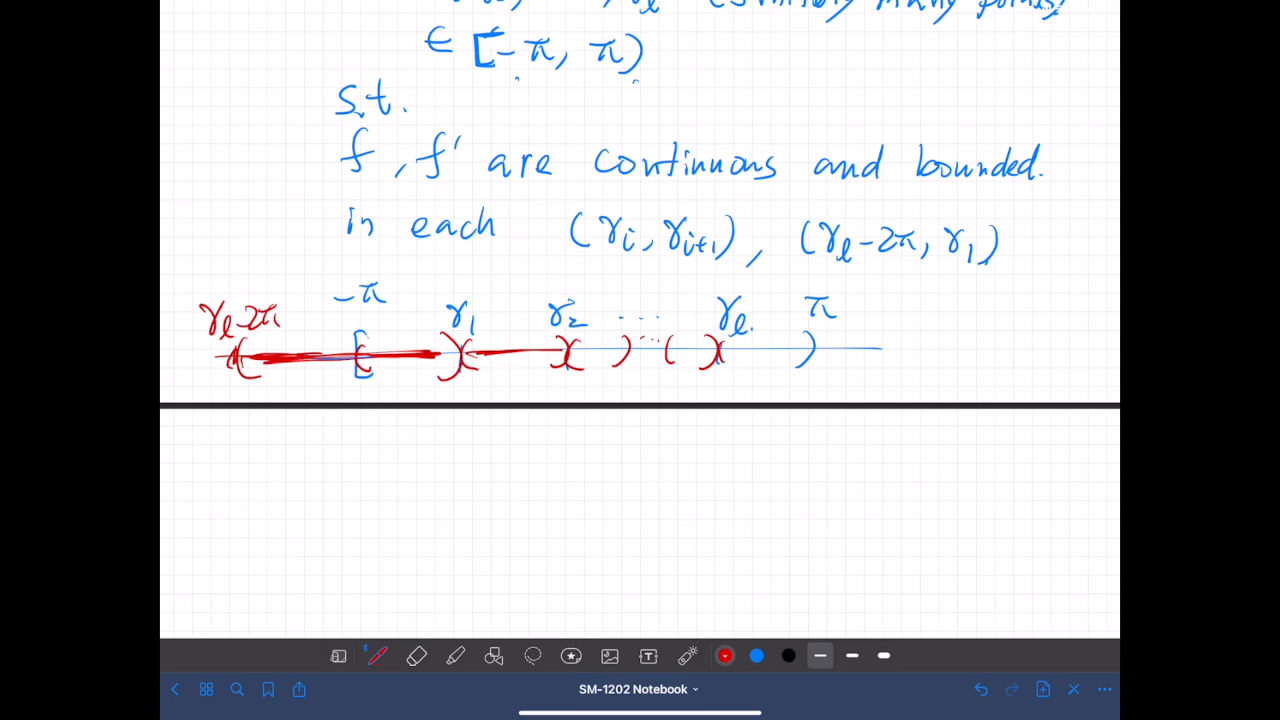 ∈ [-π, π)
s.t.
f, f' are continuous and bounded.
in each (γi, γi+1), (γℓ-2π, γ1)
γℓ-2π -π γ1 γ2 ... γℓ. π
SM-1202 Notebook